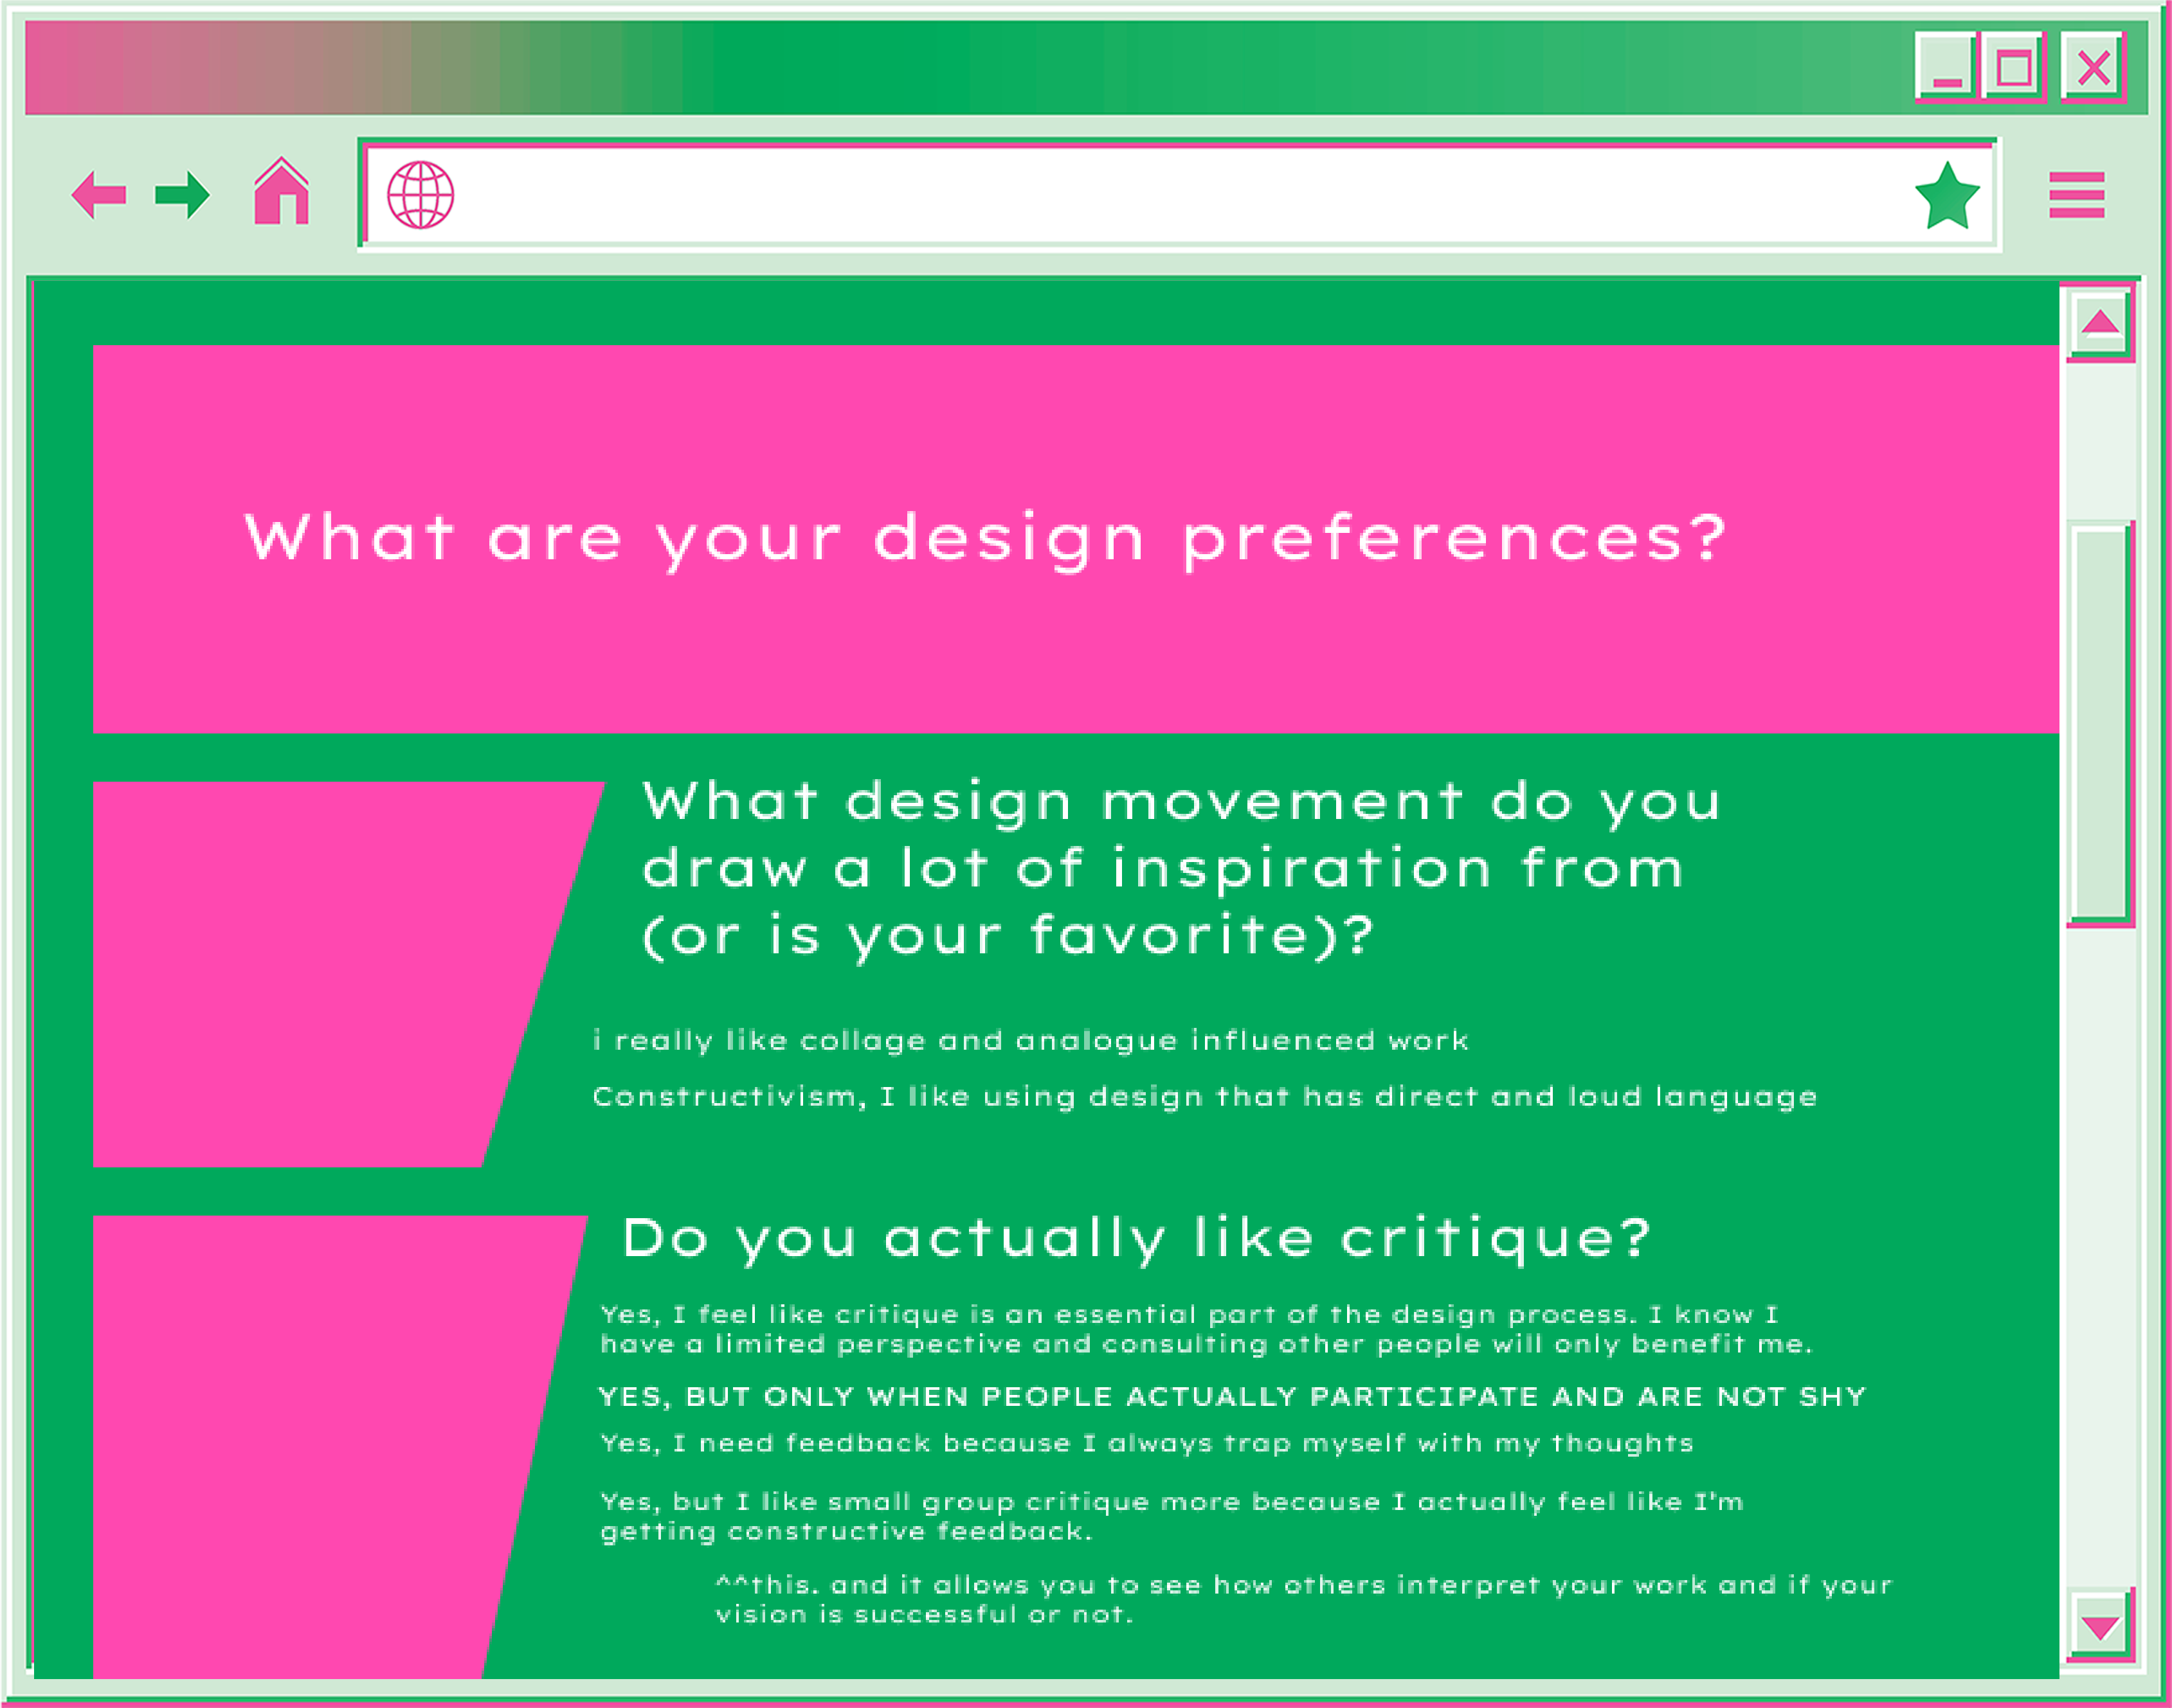 What are your design preferences?
What design movement do you
draw a lot of inspiration from
(or is your favorite)?
i really like collage and analogue influenced work
Constructivism, I like using design that has direct and loud language
Do you actually like critique?
Yes, I feel like critique is an essential part of the design process. I know I
have a limited perspective and consulting other people will only benefit me.
YES, BUT ONLY WHEN PEOPLE ACTUALLY PARTICIPATE AND ARE NOT SHY
Yes, I need feedback because I always trap myself with my thoughts
Yes, but I like small group critique more because I actually feel like I'm
getting constructive feedback.
^^this. and it allows you to see how others interpret your work and if your
vision is successful or not.